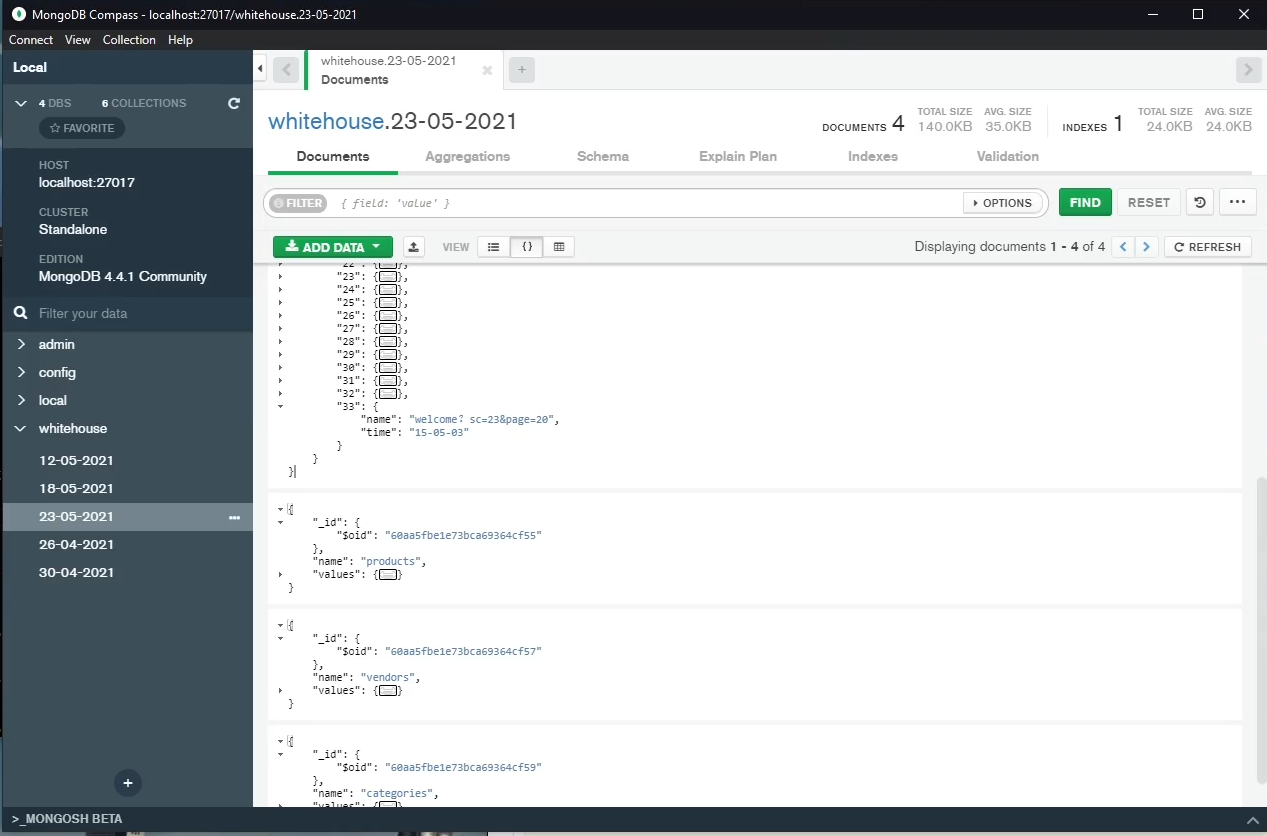 MongoDB Compass - localhost:27017/whitehouse.23-05-2021
Connect View Collection Help
Local
4 DBS 6 COLLECTIONS
FAVORITE
HOST
localhost:27017
CLUSTER
Standalone
EDITION
MongoDB 4.4.1 Community
Filter your data
admin
config
local
whitehouse
12-05-2021
18-05-2021
23-05-2021
26-04-2021
30-04-2021
>_MONGOSH BETA
whitehouse.23-05-2021
Documents
whitehouse.23-05-2021
DOCUMENTS 4 TOTAL SIZE 140.0KB AVG. SIZE 35.0KB INDEXES 1 TOTAL SIZE 24.0KB AVG. SIZE 24.0KB
Documents Aggregations Schema Explain Plan Indexes Validation
FILTER { field: 'value' } OPTIONS FIND RESET
ADD DATA VIEW {} Displaying documents 1 - 4 of 4 REFRESH
"22": {},
"23": {},
"24": {},
"25": {},
"26": {},
"27": {},
"28": {},
"29": {},
"30": {},
"31": {},
"32": {},
"33": {
"name": "welcome? sc=23&page=20",
"time": "15-05-03"
}
}
}
{
"_id": {
"$oid": "60aa5fbe1e73bca69364cf55"
},
"name": "products",
"values": {}
}
{
"_id": {
"$oid": "60aa5fbe1e73bca69364cf57"
},
"name": "vendors",
"values": {}
}
{
"_id": {
"$oid": "60aa5fbe1e73bca69364cf59"
},
"name": "categories",
"values": {}